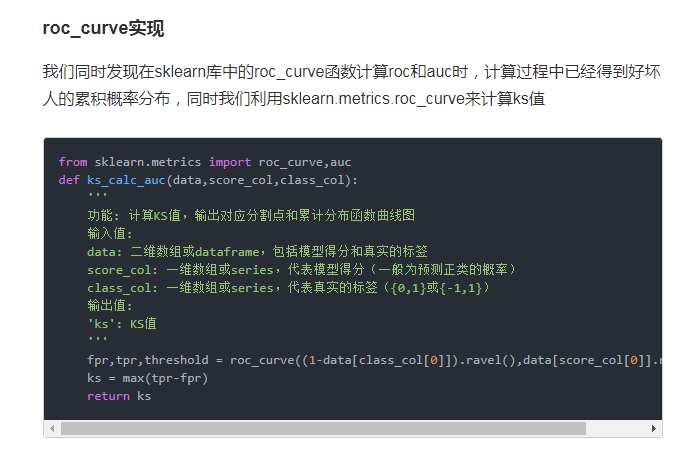 roc_curve实现
我们同时发现在sklearn库中的roc_curve函数计算roc和auc时，计算过程中已经得到好坏
人的累积概率分布，同时我们利用sklearn.metrics.roc_curve来计算ks值
from sklearn.metrics import roc_curve,auc
def ks_calc_auc(data,score_col,class_col):
    '''
    功能: 计算KS值，输出对应分割点和累计分布函数曲线图
    输入值:
    data: 二维数组或dataframe，包括模型得分和真实的标签
    score_col: 一维数组或series，代表模型得分（一般为预测正类的概率）
    class_col: 一维数组或series，代表真实的标签（{0,1}或{-1,1}）
    输出值:
    'ks': KS值
    '''
    fpr,tpr,threshold = roc_curve((1-data[class_col[0]]).ravel(),data[score_col[0]].
    ks = max(tpr-fpr)
    return ks